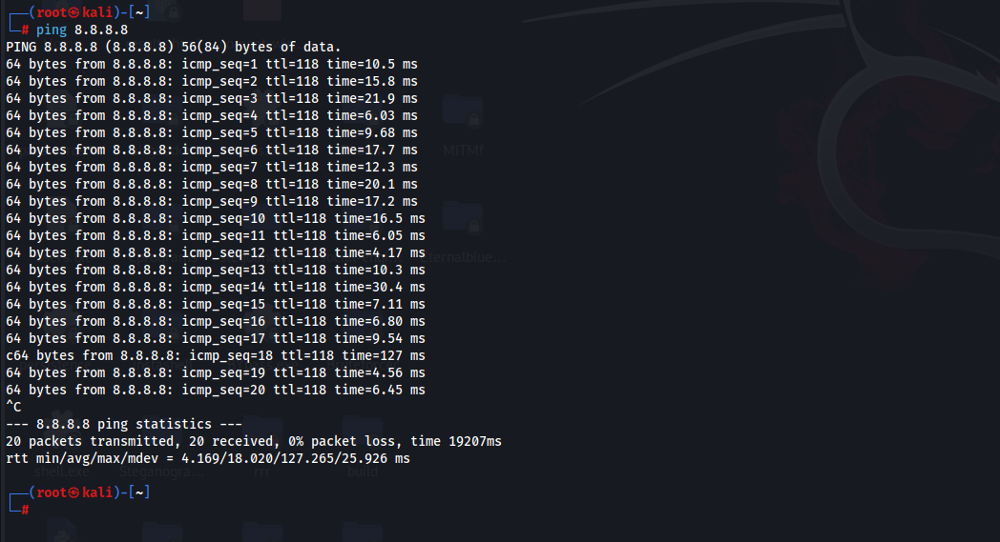 ┌──(root㉿kali)-[~]
└─# ping 8.8.8.8
PING 8.8.8.8 (8.8.8.8) 56(84) bytes of data.
64 bytes from 8.8.8.8: icmp_seq=1 ttl=118 time=10.5 ms
64 bytes from 8.8.8.8: icmp_seq=2 ttl=118 time=15.8 ms
64 bytes from 8.8.8.8: icmp_seq=3 ttl=118 time=21.9 ms
64 bytes from 8.8.8.8: icmp_seq=4 ttl=118 time=6.03 ms
64 bytes from 8.8.8.8: icmp_seq=5 ttl=118 time=9.68 ms
64 bytes from 8.8.8.8: icmp_seq=6 ttl=118 time=17.7 ms
MITMf
64 bytes from 8.8.8.8: icmp_seq=7 ttl=118 time=12.3 ms
64 bytes from 8.8.8.8: icmp_seq=8 ttl=118 time=20.1 ms
64 bytes from 8.8.8.8: icmp_seq=9 ttl=118 time=17.2 ms
64 bytes from 8.8.8.8: icmp_seq=10 ttl=118 time=16.5 ms
64 bytes from 8.8.8.8: icmp_seq=11 ttl=118 time=6.05 ms
64 bytes from 8.8.8.8: icmp_seq=12 ttl=118 time=4.17 ms
Eternalblue...
64 bytes from 8.8.8.8: icmp_seq=13 ttl=118 time=10.3 ms
64 bytes from 8.8.8.8: icmp_seq=14 ttl=118 time=30.4 ms
64 bytes from 8.8.8.8: icmp_seq=15 ttl=118 time=7.11 ms
64 bytes from 8.8.8.8: icmp_seq=16 ttl=118 time=6.80 ms
64 bytes from 8.8.8.8: icmp_seq=17 ttl=118 time=9.54 ms
c64 bytes from 8.8.8.8: icmp_seq=18 ttl=118 time=127 ms
64 bytes from 8.8.8.8: icmp_seq=19 ttl=118 time=4.56 ms
64 bytes from 8.8.8.8: icmp_seq=20 ttl=118 time=6.45 ms
^C
--- 8.8.8.8 ping statistics ---
20 packets transmitted, 20 received, 0% packet loss, time 19207ms
rtt min/avg/max/mdev = 4.169/18.020/127.265/25.926 ms
shell.exe
Steganogra...
rrr
build
┌──(root㉿kali)-[~]
└─#